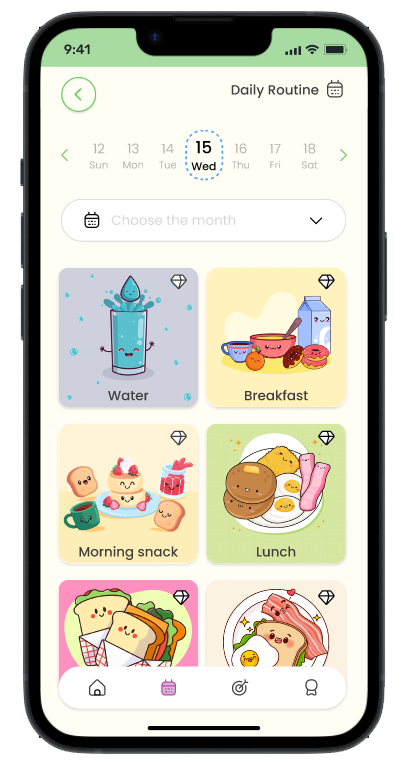 9:41
Daily Routine
12 13 14 15 16 17 18
Sun Mon Tue Wed Thu Fri Sat
Choose the month
Water Breakfast
Morning snack Lunch